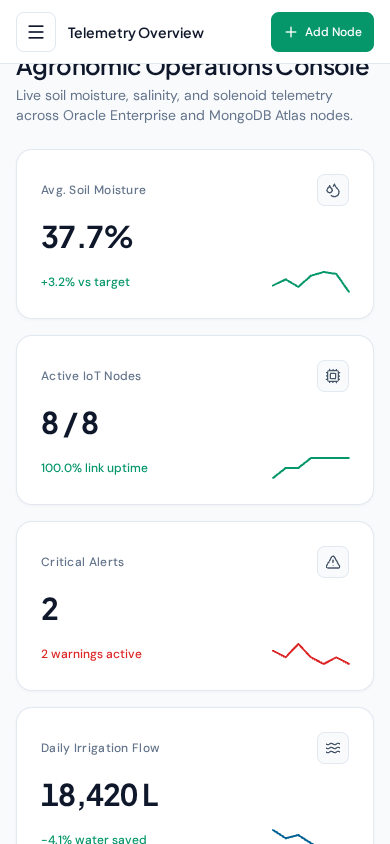 Telemetry Overview
Add Node
Agronomic Operations Console
Live soil moisture, salinity, and solenoid telemetry
across Oracle Enterprise and MongoDB Atlas nodes.
Avg. Soil Moisture
37.7%
+3.2% vs target
Active IoT Nodes
8 / 8
100.0% link uptime
Critical Alerts
2
2 warnings active
Daily Irrigation Flow
18,420 L
-4.1% water saved